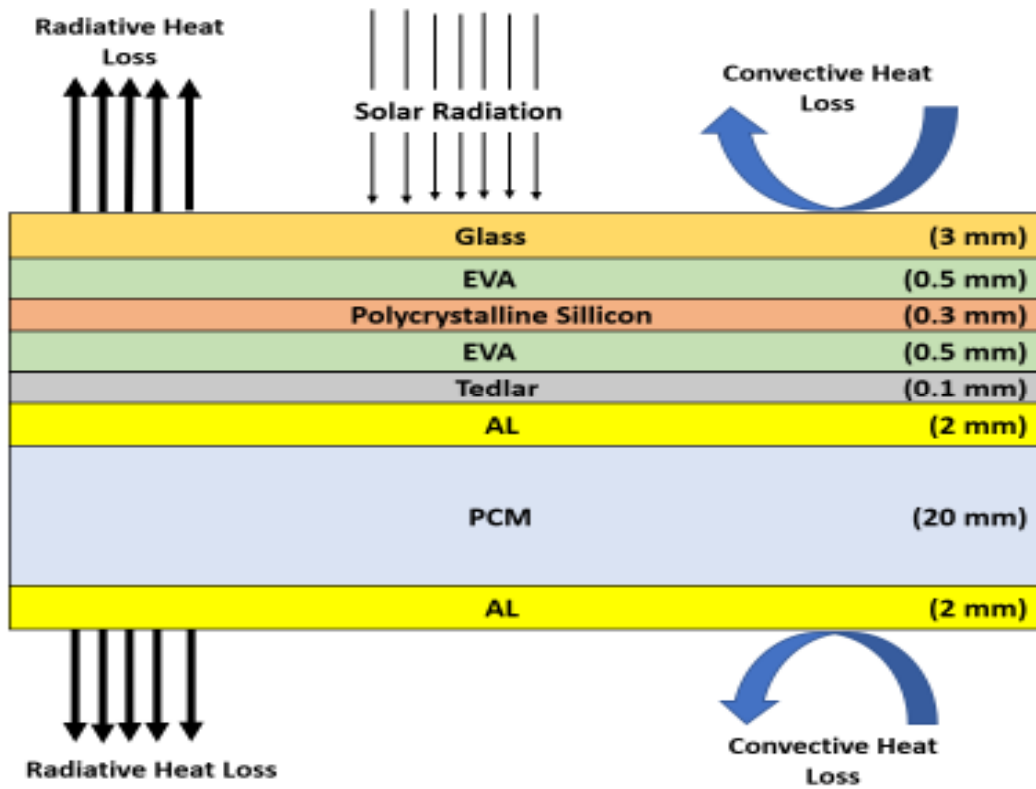 Radiative Heat
Loss
Solar Radiation
Convective Heat
Loss
Glass (3 mm)
EVA (0.5 mm)
Polycrystalline Sillicon (0.3 mm)
EVA (0.5 mm)
Tedlar (0.1 mm)
AL (2 mm)
PCM (20 mm)
AL (2 mm)
Radiative Heat Loss
Convective Heat
Loss